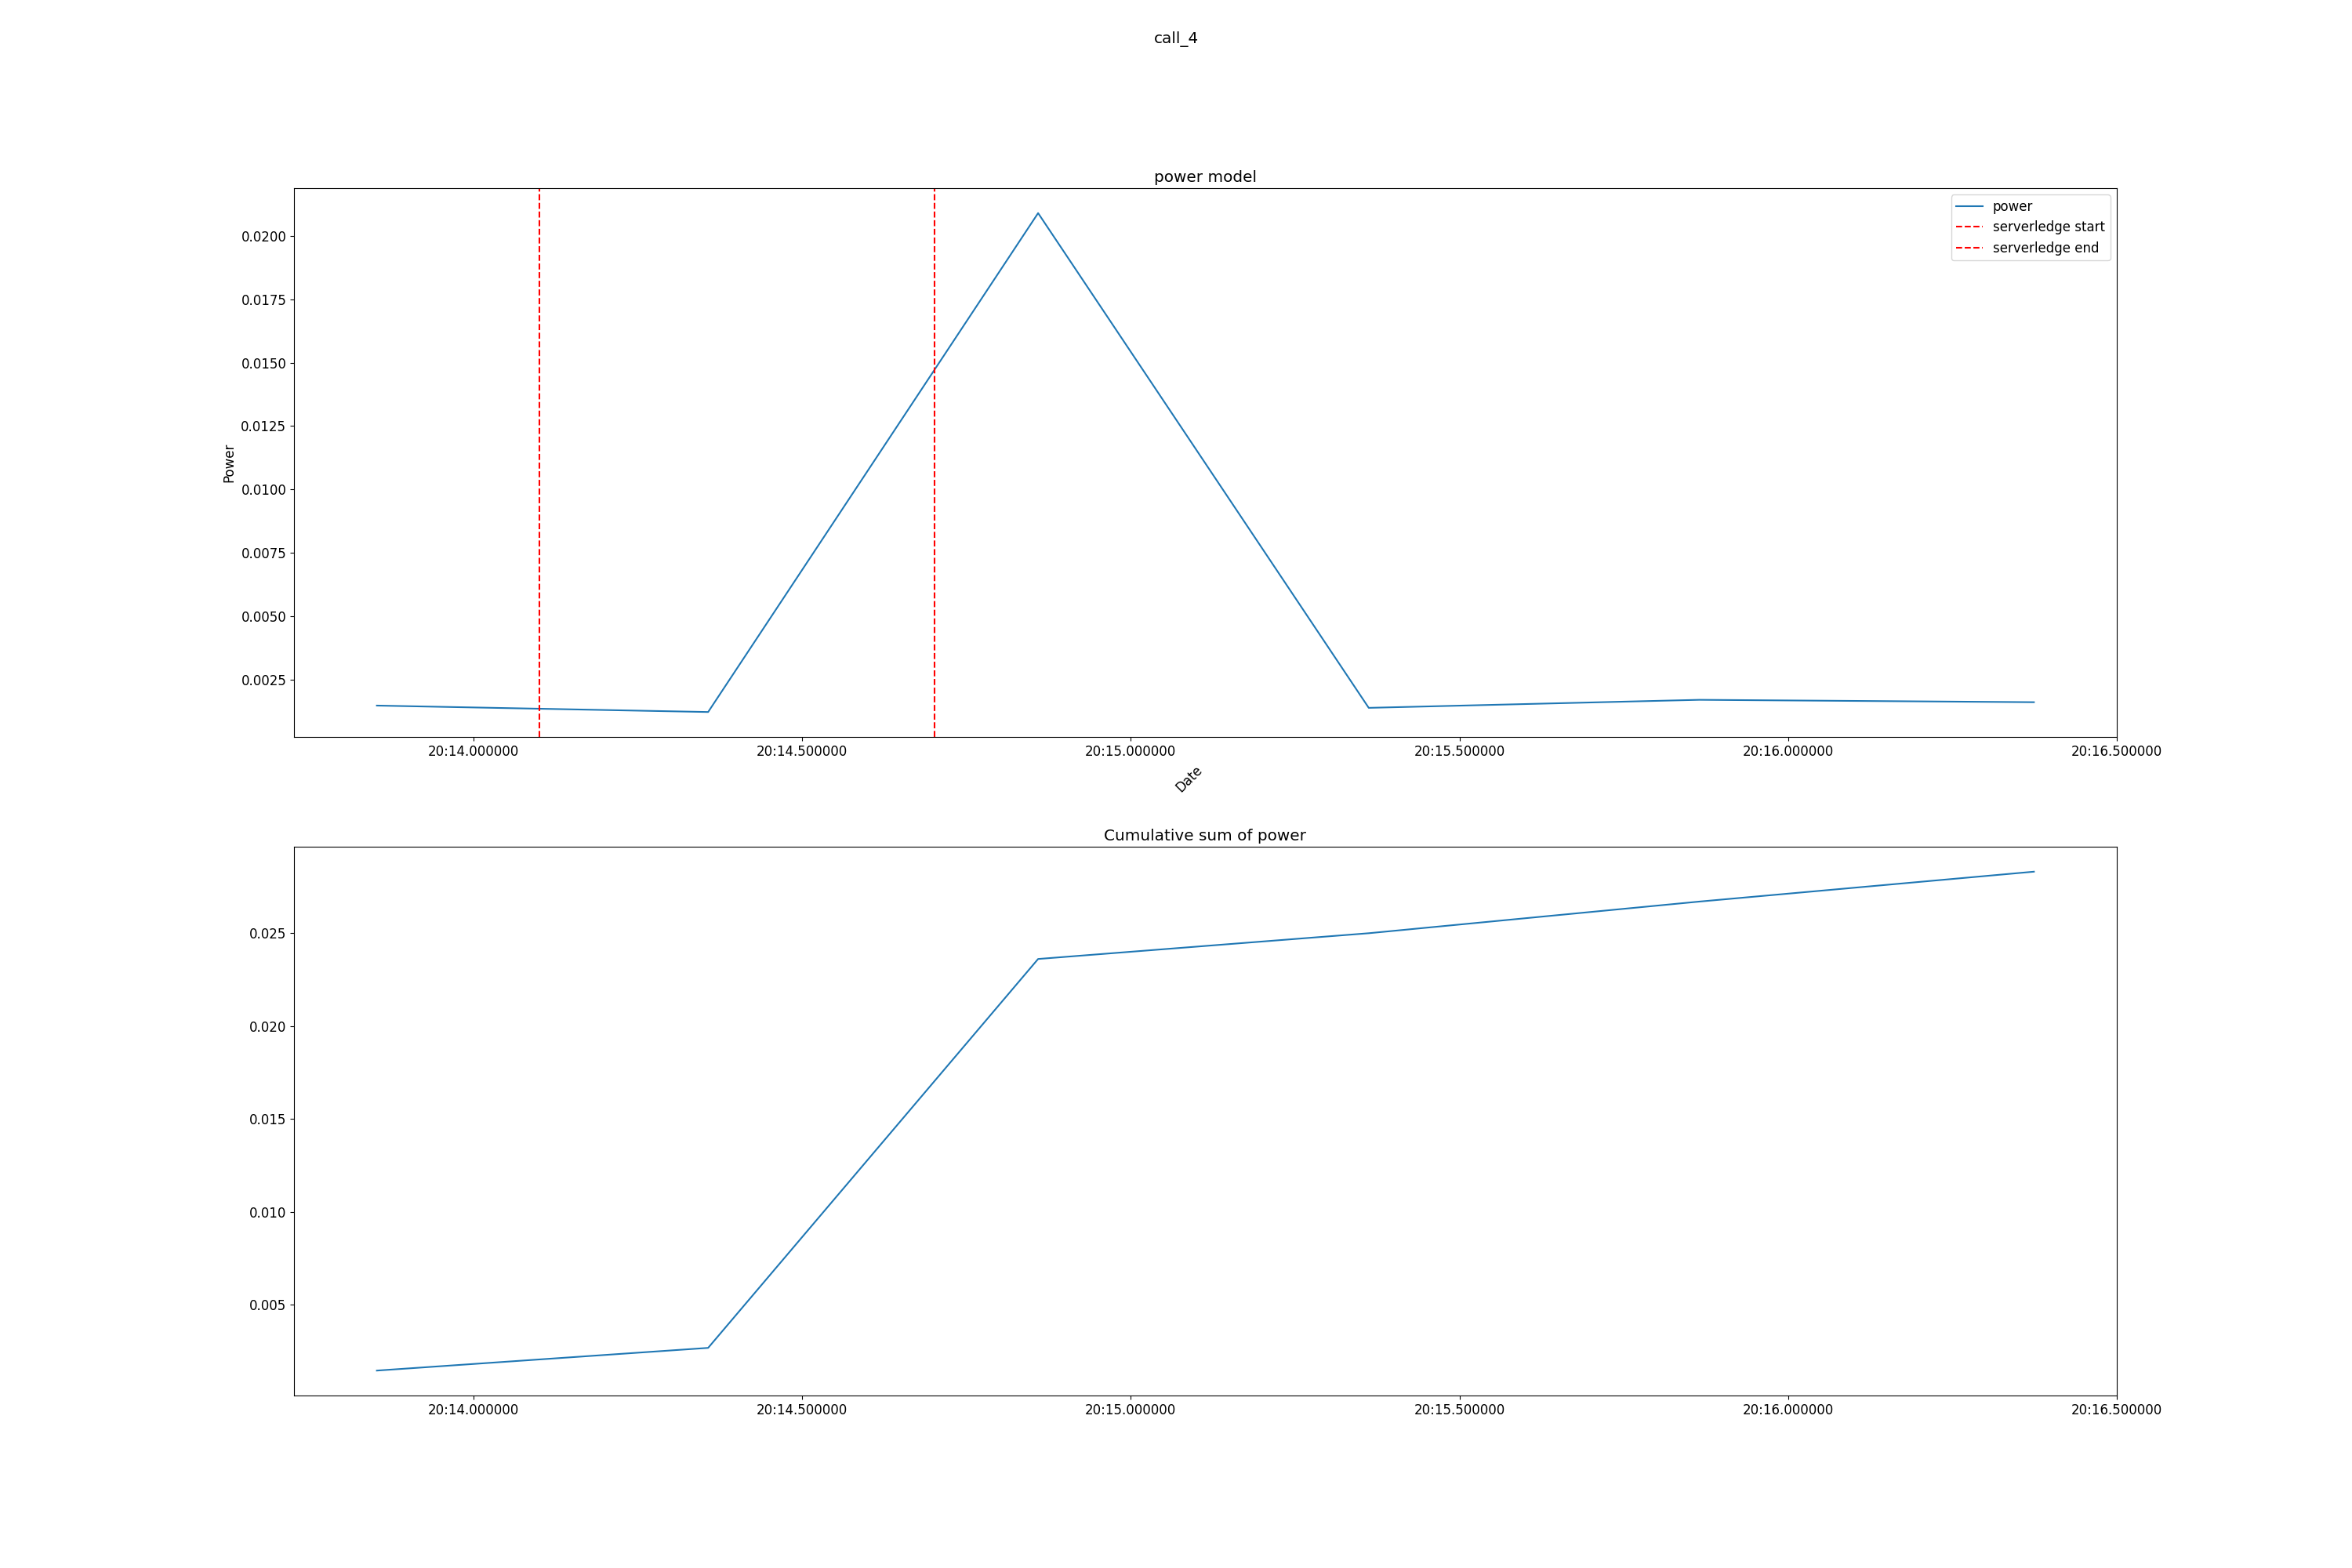 call_4
power model
power
serverledge start
serverledge end
0.0200
0.0175
0.0150
0.0125
0.0100
0.0075
0.0050
0.0025
Power
20:14.000000 20:14.500000 20:15.000000 20:15.500000 20:16.000000 20:16.500000
Date
Cumulative sum of power
0.025
0.020
0.015
0.010
0.005
20:14.000000 20:14.500000 20:15.000000 20:15.500000 20:16.000000 20:16.500000